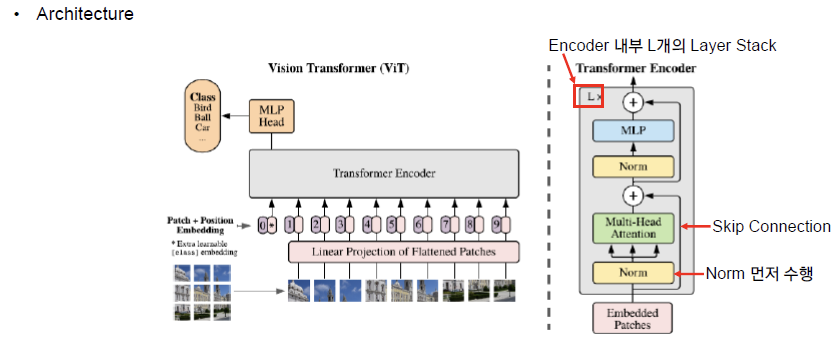 • Architecture
Encoder 내부 L개의 Layer Stack
Vision Transformer (ViT)
Transformer Encoder
Class
Bird
Ball
Car
...
MLP
Head
Transformer Encoder
Patch + Position
Embedding
* Extra learnable
[class] embedding
0 * 1 2 3 4 5 6 7 8 9
Linear Projection of Flattened Patches
L ×
+
MLP
Norm
+
Multi-Head
Attention
Skip Connection
Norm
Norm 먼저 수행
Embedded
Patches